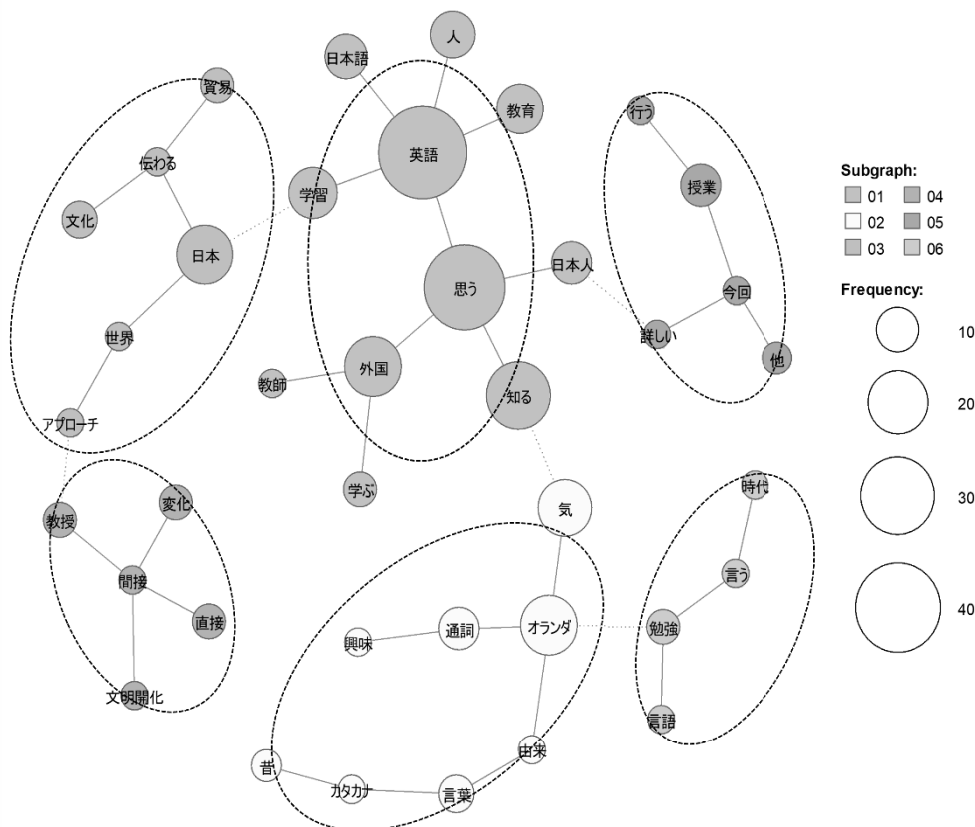 人
日本語
貿易
教育
行う
英語
伝わる
授業
学習
文化
日本
日本人
思う
今回
世界
詳しい
他
外国
教師
知る
アプローチ
学ぶ
時代
変化
気
教授
言う
間接
直接
オランダ
勉強
通詞
興味
文明開化
言語
由来
昔
カタカナ
言葉
Subgraph:
01 04
02 05
03 06
Frequency:
10
20
30
40